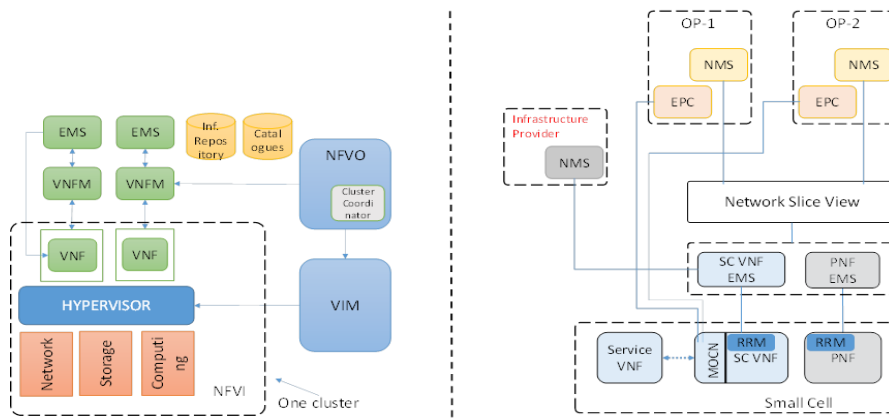 EMS
EMS
Inf.
Repos
itory
Catal
ogues
NFVO
Cluster
Coordi
nator
VNFM
VNFM
VNF
VNF
HYPERVISOR
VIM
Network
Storage
Computi
ng
NFVI
One cluster
OP-1
NMS
EPC
OP-2
NMS
EPC
Infrastructure
Provider
NMS
Network Slice View
SC VNF
EMS
PNF
EMS
Service
VNF
MOCN
RRM
SC VNF
RRM
PNF
Small Cell